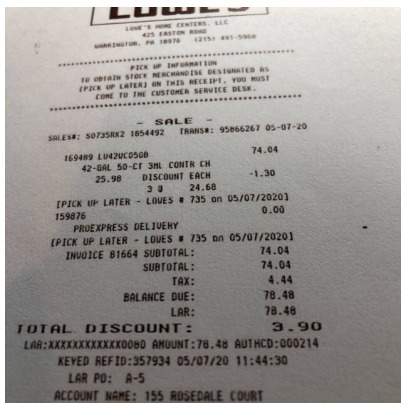 LOWE'S
LOWE'S HOME CENTERS, LLC
425 EASTON ROAD
WARRINGTON, PA 18976 (215) 491-5960
PICK UP INFORMATION
TO OBTAIN STOCK MERCHANDISE DESIGNATED AS
[PICK UP LATER] ON THIS RECEIPT, YOU MUST
COME TO THE CUSTOMER SERVICE DESK.
- SALE -
SALES#: S0735RK2 1854492 TRANS#: 95866267 05-07-20
169489 LW42UC050B 74.04
42-GAL 50-CT 3ML CONTR CH
25.98 DISCOUNT EACH -1.30
3 @ 24.68
[PICK UP LATER - LOWES # 735 on 05/07/2020]
159876 0.00
PROEXPRESS DELIVERY
[PICK UP LATER - LOWES # 735 on 05/07/2020]
INVOICE 81664 SUBTOTAL: 74.04
SUBTOTAL: 74.04
TAX: 4.44
BALANCE DUE: 78.48
LAR: 78.48
TOTAL DISCOUNT: 3.90
LAR:XXXXXXXXXXXX0080 AMOUNT:78.48 AUTHCD:000214
KEYED REFID:357934 05/07/20 11:44:30
LAR PO: A-5
ACCOUNT NAME: 155 ROSEDALE COURT